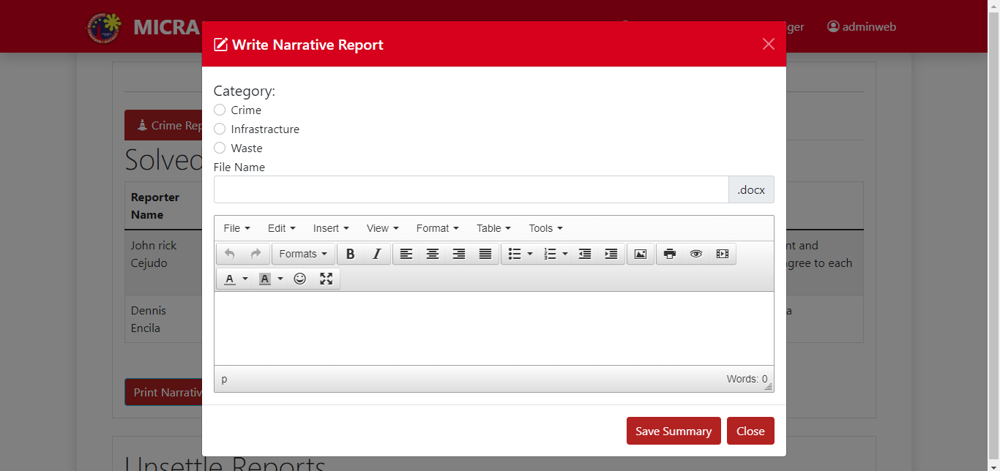 MICRA
ger
adminweb
Write Narrative Report
Category:
Crime
Infrastracture
Waste
File Name
.docx
File Edit Insert View Format Table Tools
Formats B I
A A
p Words: 0
Save Summary Close
Crime Rep
Solved
Reporter
Name
John rick
Cejudo
nt and
gree to each
Dennis
Encila
a
Print Narrativ
Unsettle Reports